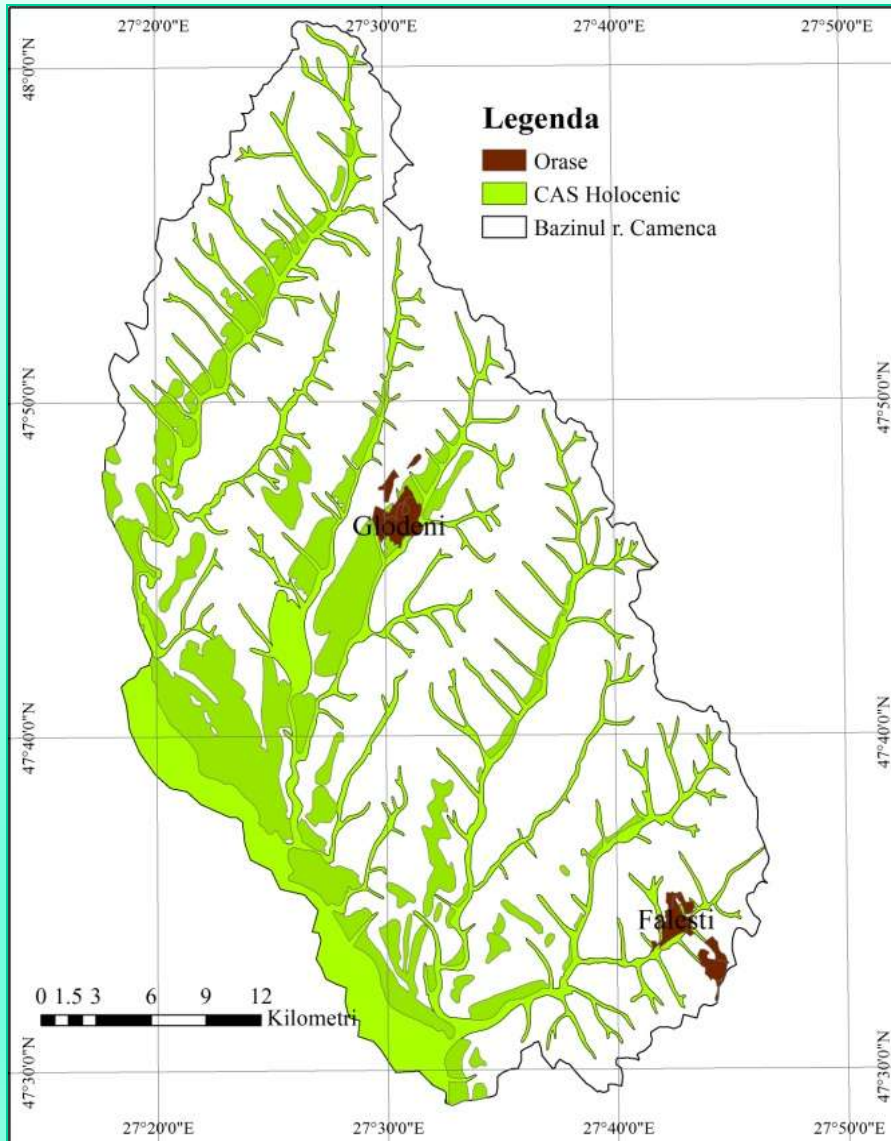 27°20'0"E 27°30'0"E 27°40'0"E 27°50'0"E
48°0'0"N 48°0'0"N
Legenda
Orase
CAS Holocenic
Bazinul r. Camenca
47°50'0"N 47°50'0"N
Glodeni
47°40'0"N 47°40'0"N
Falesti
0 1.5 3 6 9 12
Kilometri
47°30'0"N 47°30'0"N
27°20'0"E 27°30'0"E 27°40'0"E 27°50'0"E